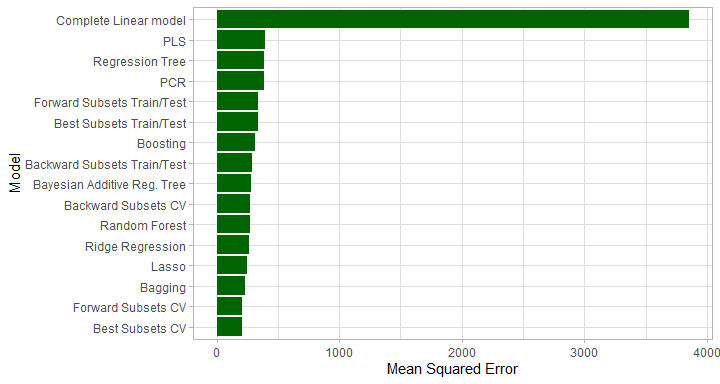 Complete Linear model
PLS
Regression Tree
PCR
Forward Subsets Train/Test
Best Subsets Train/Test
Boosting
Backward Subsets Train/Test
Bayesian Additive Reg. Tree
Backward Subsets CV
Random Forest
Ridge Regression
Lasso
Bagging
Forward Subsets CV
Best Subsets CV
Model
0 1000 2000 3000 4000
Mean Squared Error